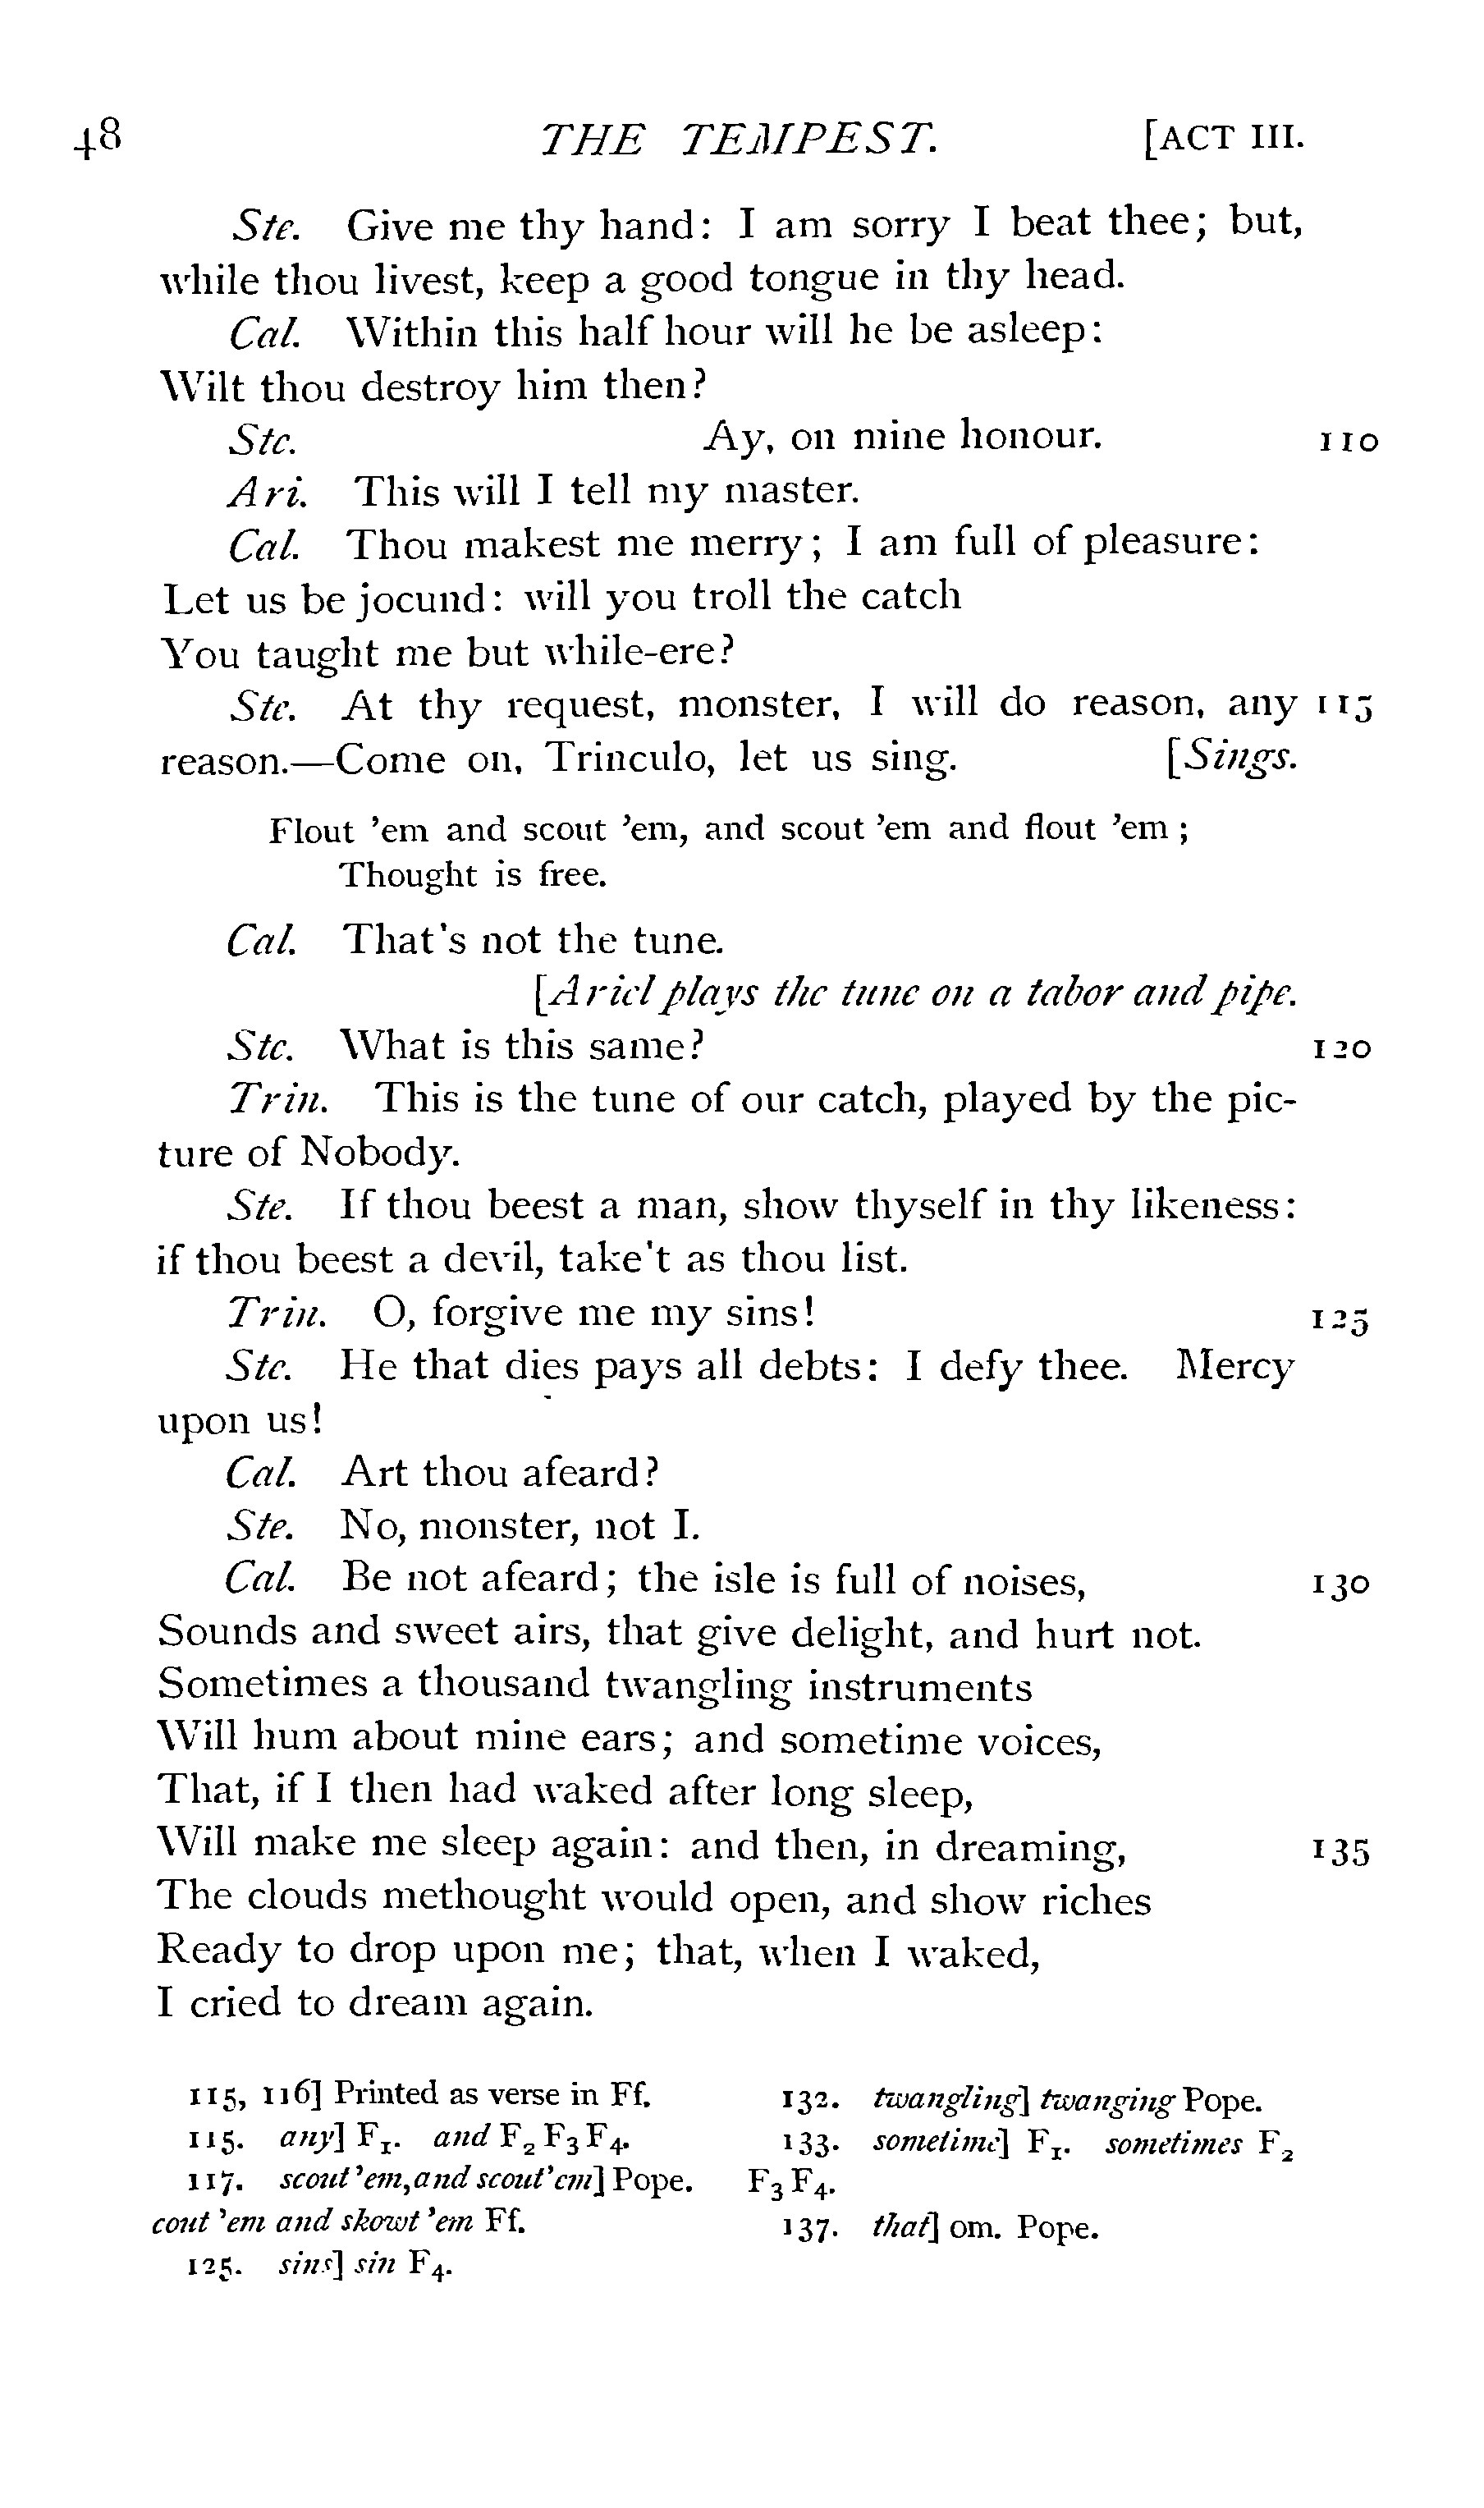 48 THE TEMPEST. [ACT III.
Ste. Give me thy hand: I am sorry I beat thee; but,
while thou livest, keep a good tongue in thy head.
Cal. Within this half hour will he be asleep:
Wilt thou destroy him then?
Ste. Ay, on mine honour. 110
Ari. This will I tell my master.
Cal. Thou makest me merry; I am full of pleasure:
Let us be jocund: will you troll the catch
You taught me but while-ere?
Ste. At thy request, monster, I will do reason, any 115
reason.—Come on, Trinculo, let us sing. [Sings.
Flout 'em and scout 'em, and scout 'em and flout 'em;
Thought is free.
Cal. That's not the tune.
[Ariel plays the tune on a tabor and pipe.
Ste. What is this same? 120
Trin. This is the tune of our catch, played by the pic-
ture of Nobody.
Ste. If thou beest a man, show thyself in thy likeness:
if thou beest a devil, take't as thou list.
Trin. O, forgive me my sins! 125
Ste. He that dies pays all debts: I defy thee. Mercy
upon us!
Cal. Art thou afeard?
Ste. No, monster, not I.
Cal. Be not afeard; the isle is full of noises, 130
Sounds and sweet airs, that give delight, and hurt not.
Sometimes a thousand twangling instruments
Will hum about mine ears; and sometime voices,
That, if I then had waked after long sleep,
Will make me sleep again: and then, in dreaming, 135
The clouds methought would open, and show riches
Ready to drop upon me; that, when I waked,
I cried to dream again.
115, 116] Printed as verse in Ff.
115. any] F1. and F2 F3 F4.
117. scout 'em, and scout 'em] Pope.
cout 'em and skowt 'em Ff.
125. sins] sin F4.
132. twangling] twanging Pope.
133. sometime] F1. sometimes F2
F3 F4.
137. that] om. Pope.